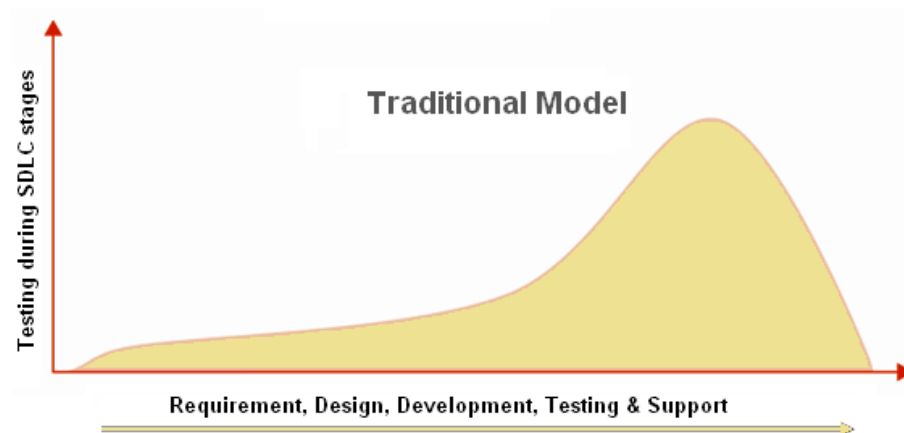 Traditional Model
Testing during SDLC stages
Requirement, Design, Development, Testing & Support